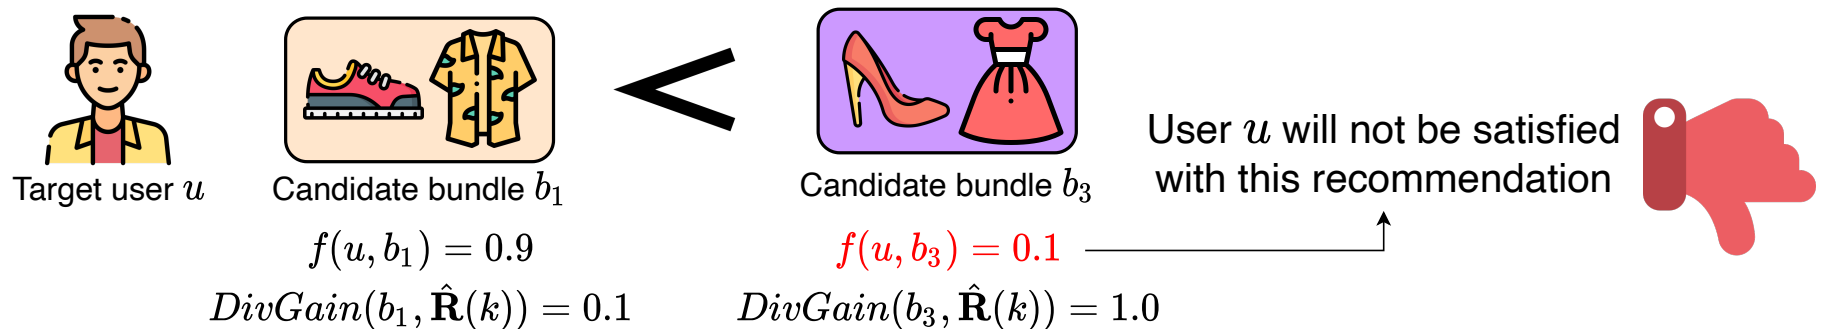 Target user u
Candidate bundle b₁
f(u, b₁) = 0.9
DivGain(b₁, R̂(k)) = 0.1
<
Candidate bundle b₃
f(u, b₃) = 0.1
DivGain(b₃, R̂(k)) = 1.0
User u will not be satisfied
with this recommendation